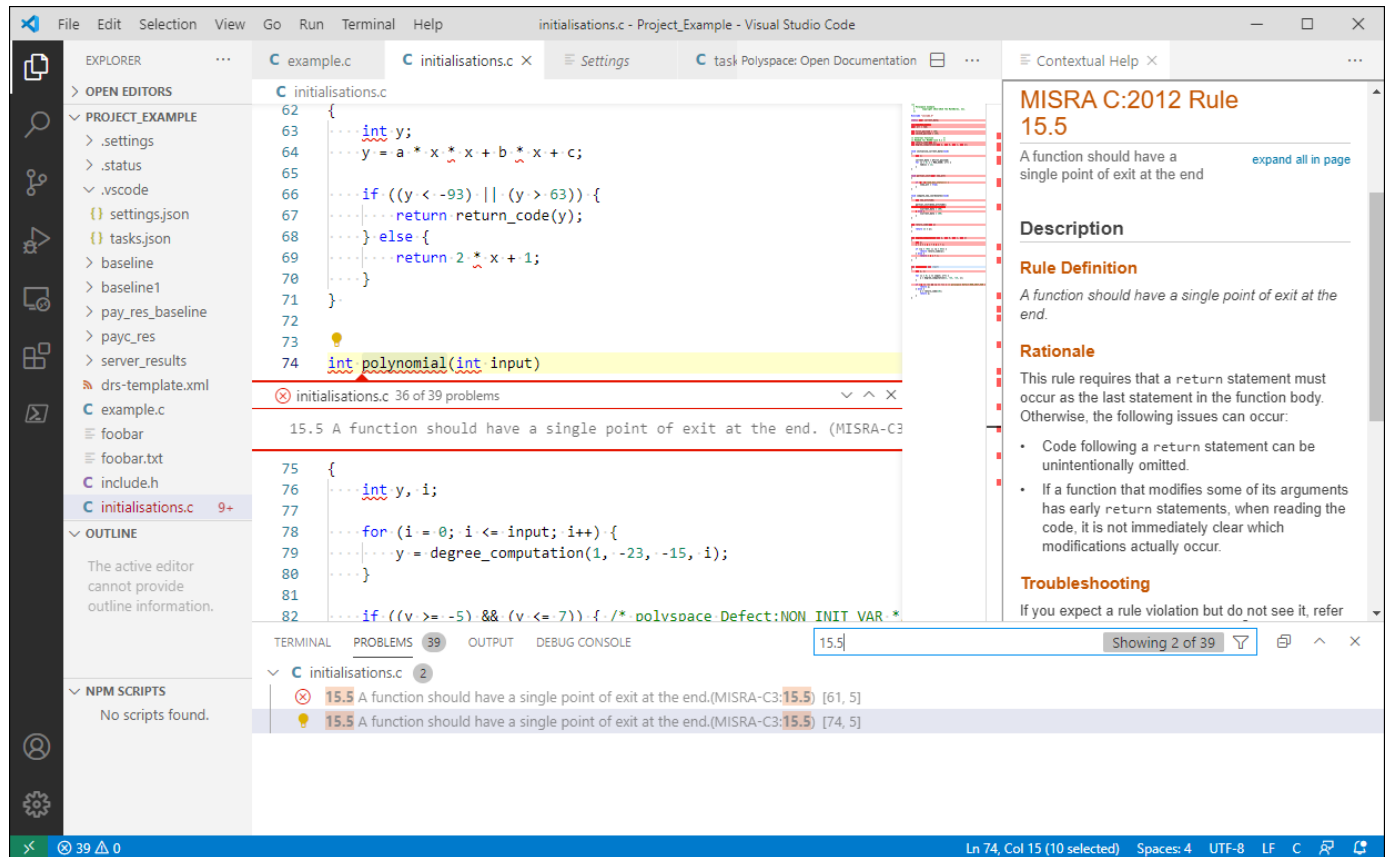 File Edit Selection View Go Run Terminal Help initialisations.c - Project_Example - Visual Studio Code
EXPLORER
OPEN EDITORS
PROJECT_EXAMPLE
.settings
.status
.vscode
{} settings.json
{} tasks.json
baseline
baseline1
pay_res_baseline
payc_res
server_results
drs-template.xml
C example.c
foobar
foobar.txt
C include.h
C initialisations.c 9+
OUTLINE
The active editor
cannot provide
outline information.
NPM SCRIPTS
No scripts found.
C example.c C initialisations.c Settings C task Polyspace: Open Documentation
C initialisations.c
62 {
63 int y;
64 y = a * x * x + b * x + c;
65
66 if ((y < -93) || (y > 63)) {
67 return return_code(y);
68 } else {
69 return 2 * x + 1;
70 }
71 }
72
73
74 int polynomial(int input)
initialisations.c 36 of 39 problems
15.5 A function should have a single point of exit at the end. (MISRA-C3
75 {
76 int y, i;
77
78 for (i = 0; i <= input; i++) {
79 y = degree_computation(1, -23, -15, i);
80 }
81
82 if ((y >= -5) && (y <= 7)) { /* polyspace Defect:NON_INIT_VAR *
Contextual Help
MISRA C:2012 Rule
15.5
A function should have a
single point of exit at the end
expand all in page
Description
Rule Definition
A function should have a single point of exit at the
end.
Rationale
This rule requires that a return statement must
occur as the last statement in the function body.
Otherwise, the following issues can occur:
• Code following a return statement can be
unintentionally omitted.
• If a function that modifies some of its arguments
has early return statements, when reading the
code, it is not immediately clear which
modifications actually occur.
Troubleshooting
If you expect a rule violation but do not see it, refer
TERMINAL PROBLEMS 39 OUTPUT DEBUG CONSOLE 15.5 Showing 2 of 39
C initialisations.c 2
15.5 A function should have a single point of exit at the end.(MISRA-C3:15.5) [61, 5]
15.5 A function should have a single point of exit at the end.(MISRA-C3:15.5) [74, 5]
39 0 Ln 74, Col 15 (10 selected) Spaces: 4 UTF-8 LF C